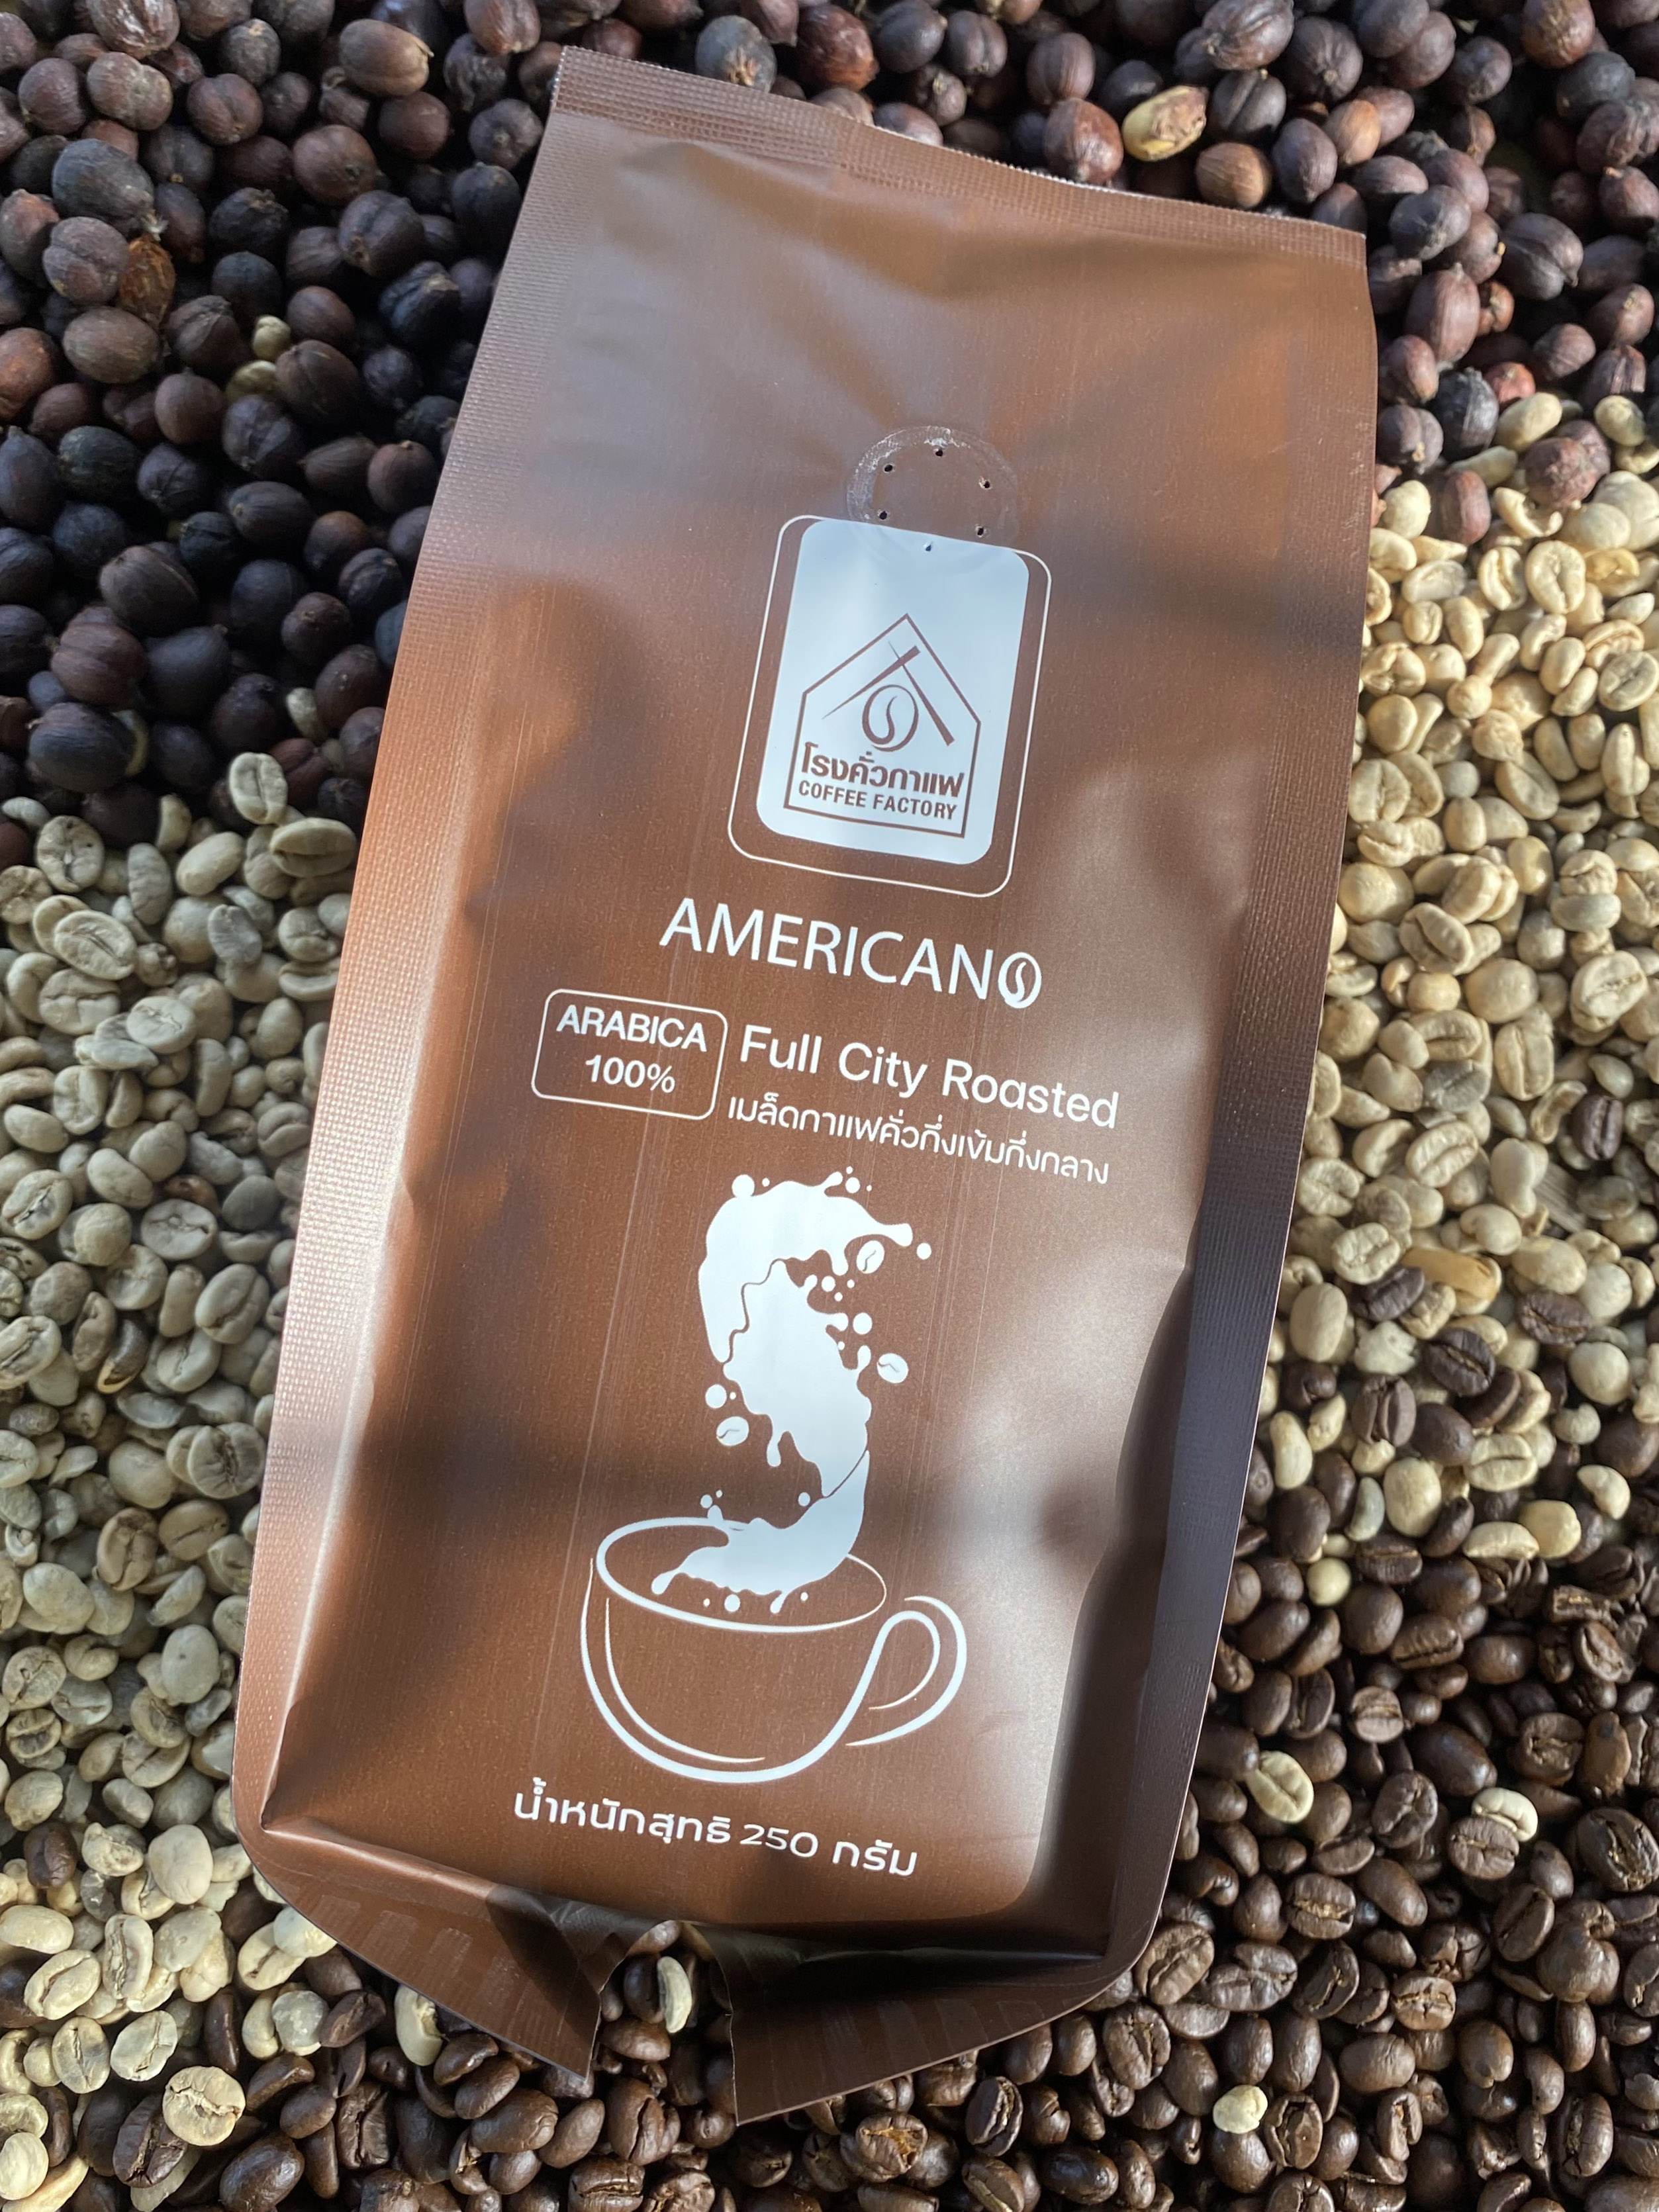 โรงคั่วกาแฟ
COFFEE FACTORY
AMERICANO
ARABICA
100%
Full City Roasted
เมล็ดกาแฟคั่วกึ่งเข้มกึ่งกลาง
น้ำหนักสุทธิ 250 กรัม